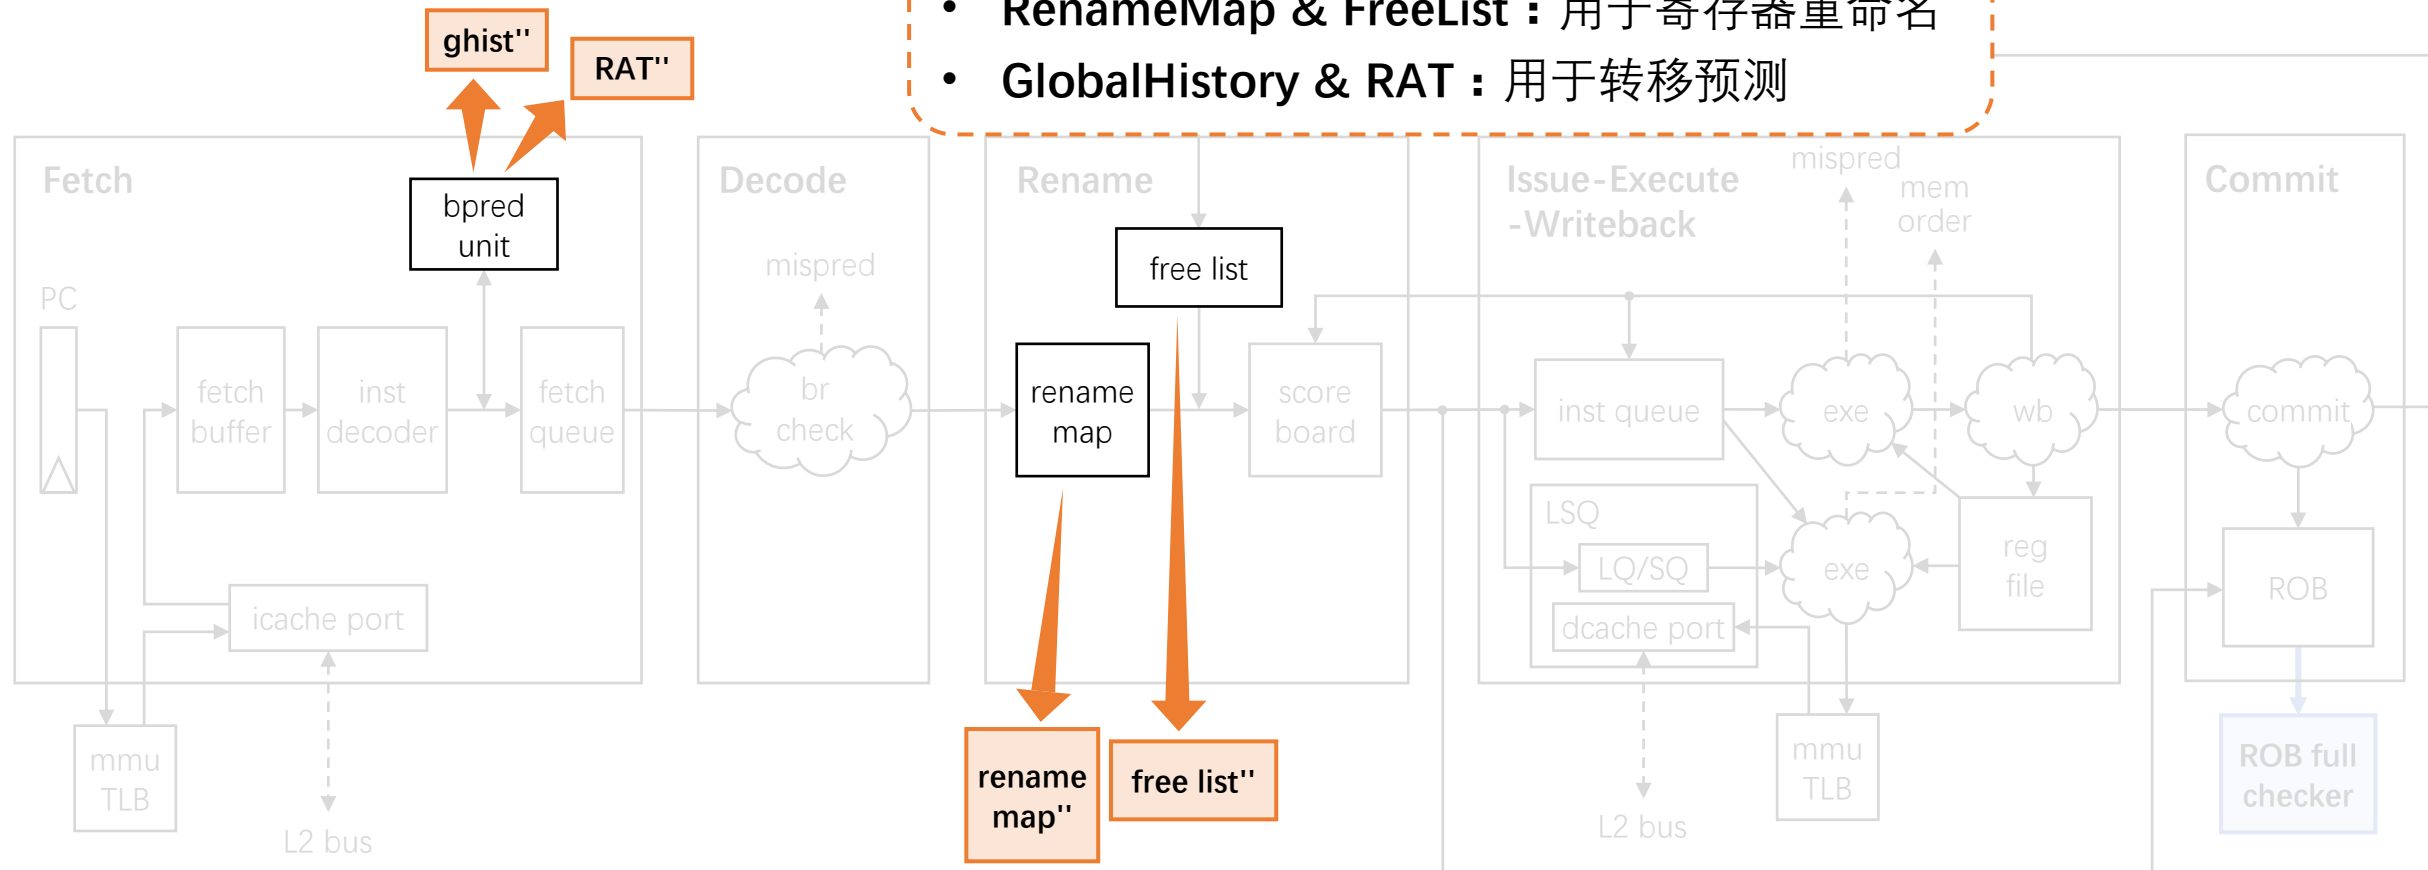 • RenameMap & FreeList：用于寄存器重命名
• GlobalHistory & RAT：用于转移预测
ghist''
RAT''
Fetch
bpred
unit
PC
fetch
buffer
inst
decoder
fetch
queue
icache port
mmu
TLB
L2 bus
Decode
mispred
br
check
Rename
free list
rename
map
score
board
rename
map''
free list''
Issue-Execute
-Writeback
mispred
mem
order
inst queue
exe
wb
LSQ
LQ/SQ
exe
reg
file
dcache port
mmu
TLB
L2 bus
Commit
commit
ROB
ROB full
checker